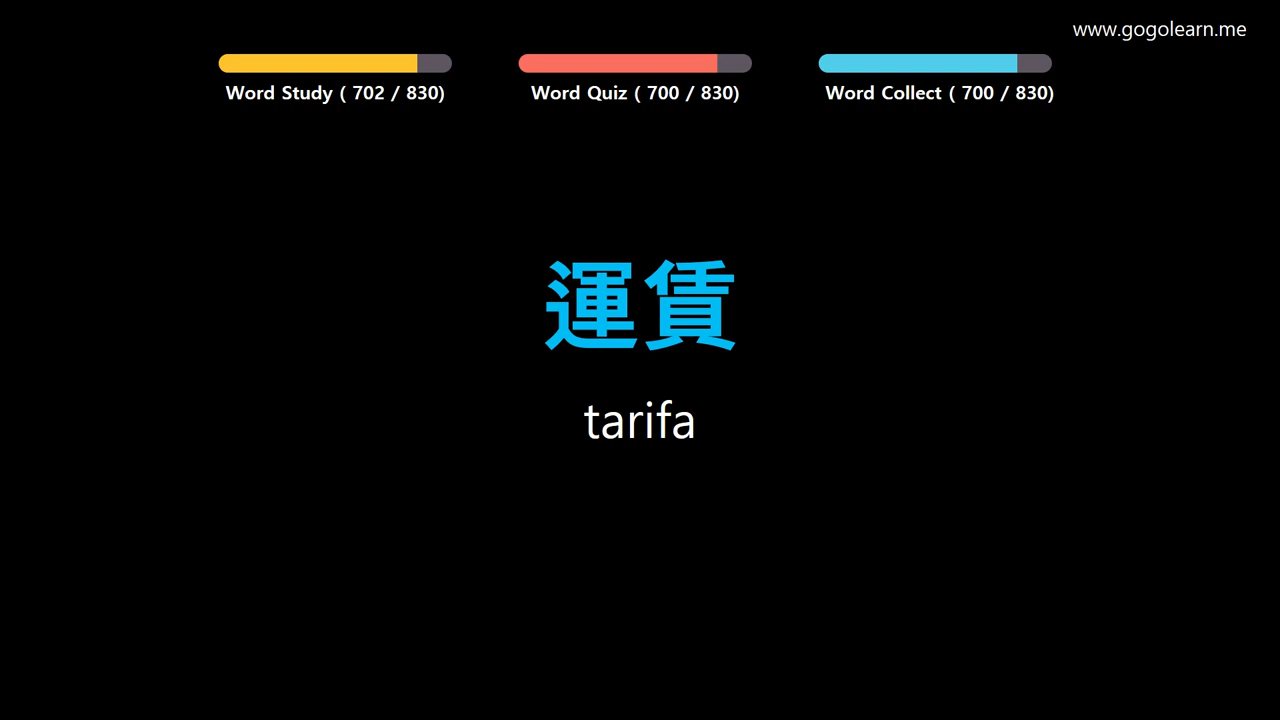 www.gogolearn.me
Word Study ( 702 / 830)
Word Quiz ( 700 / 830)
Word Collect ( 700 / 830)
運賃
tarifa